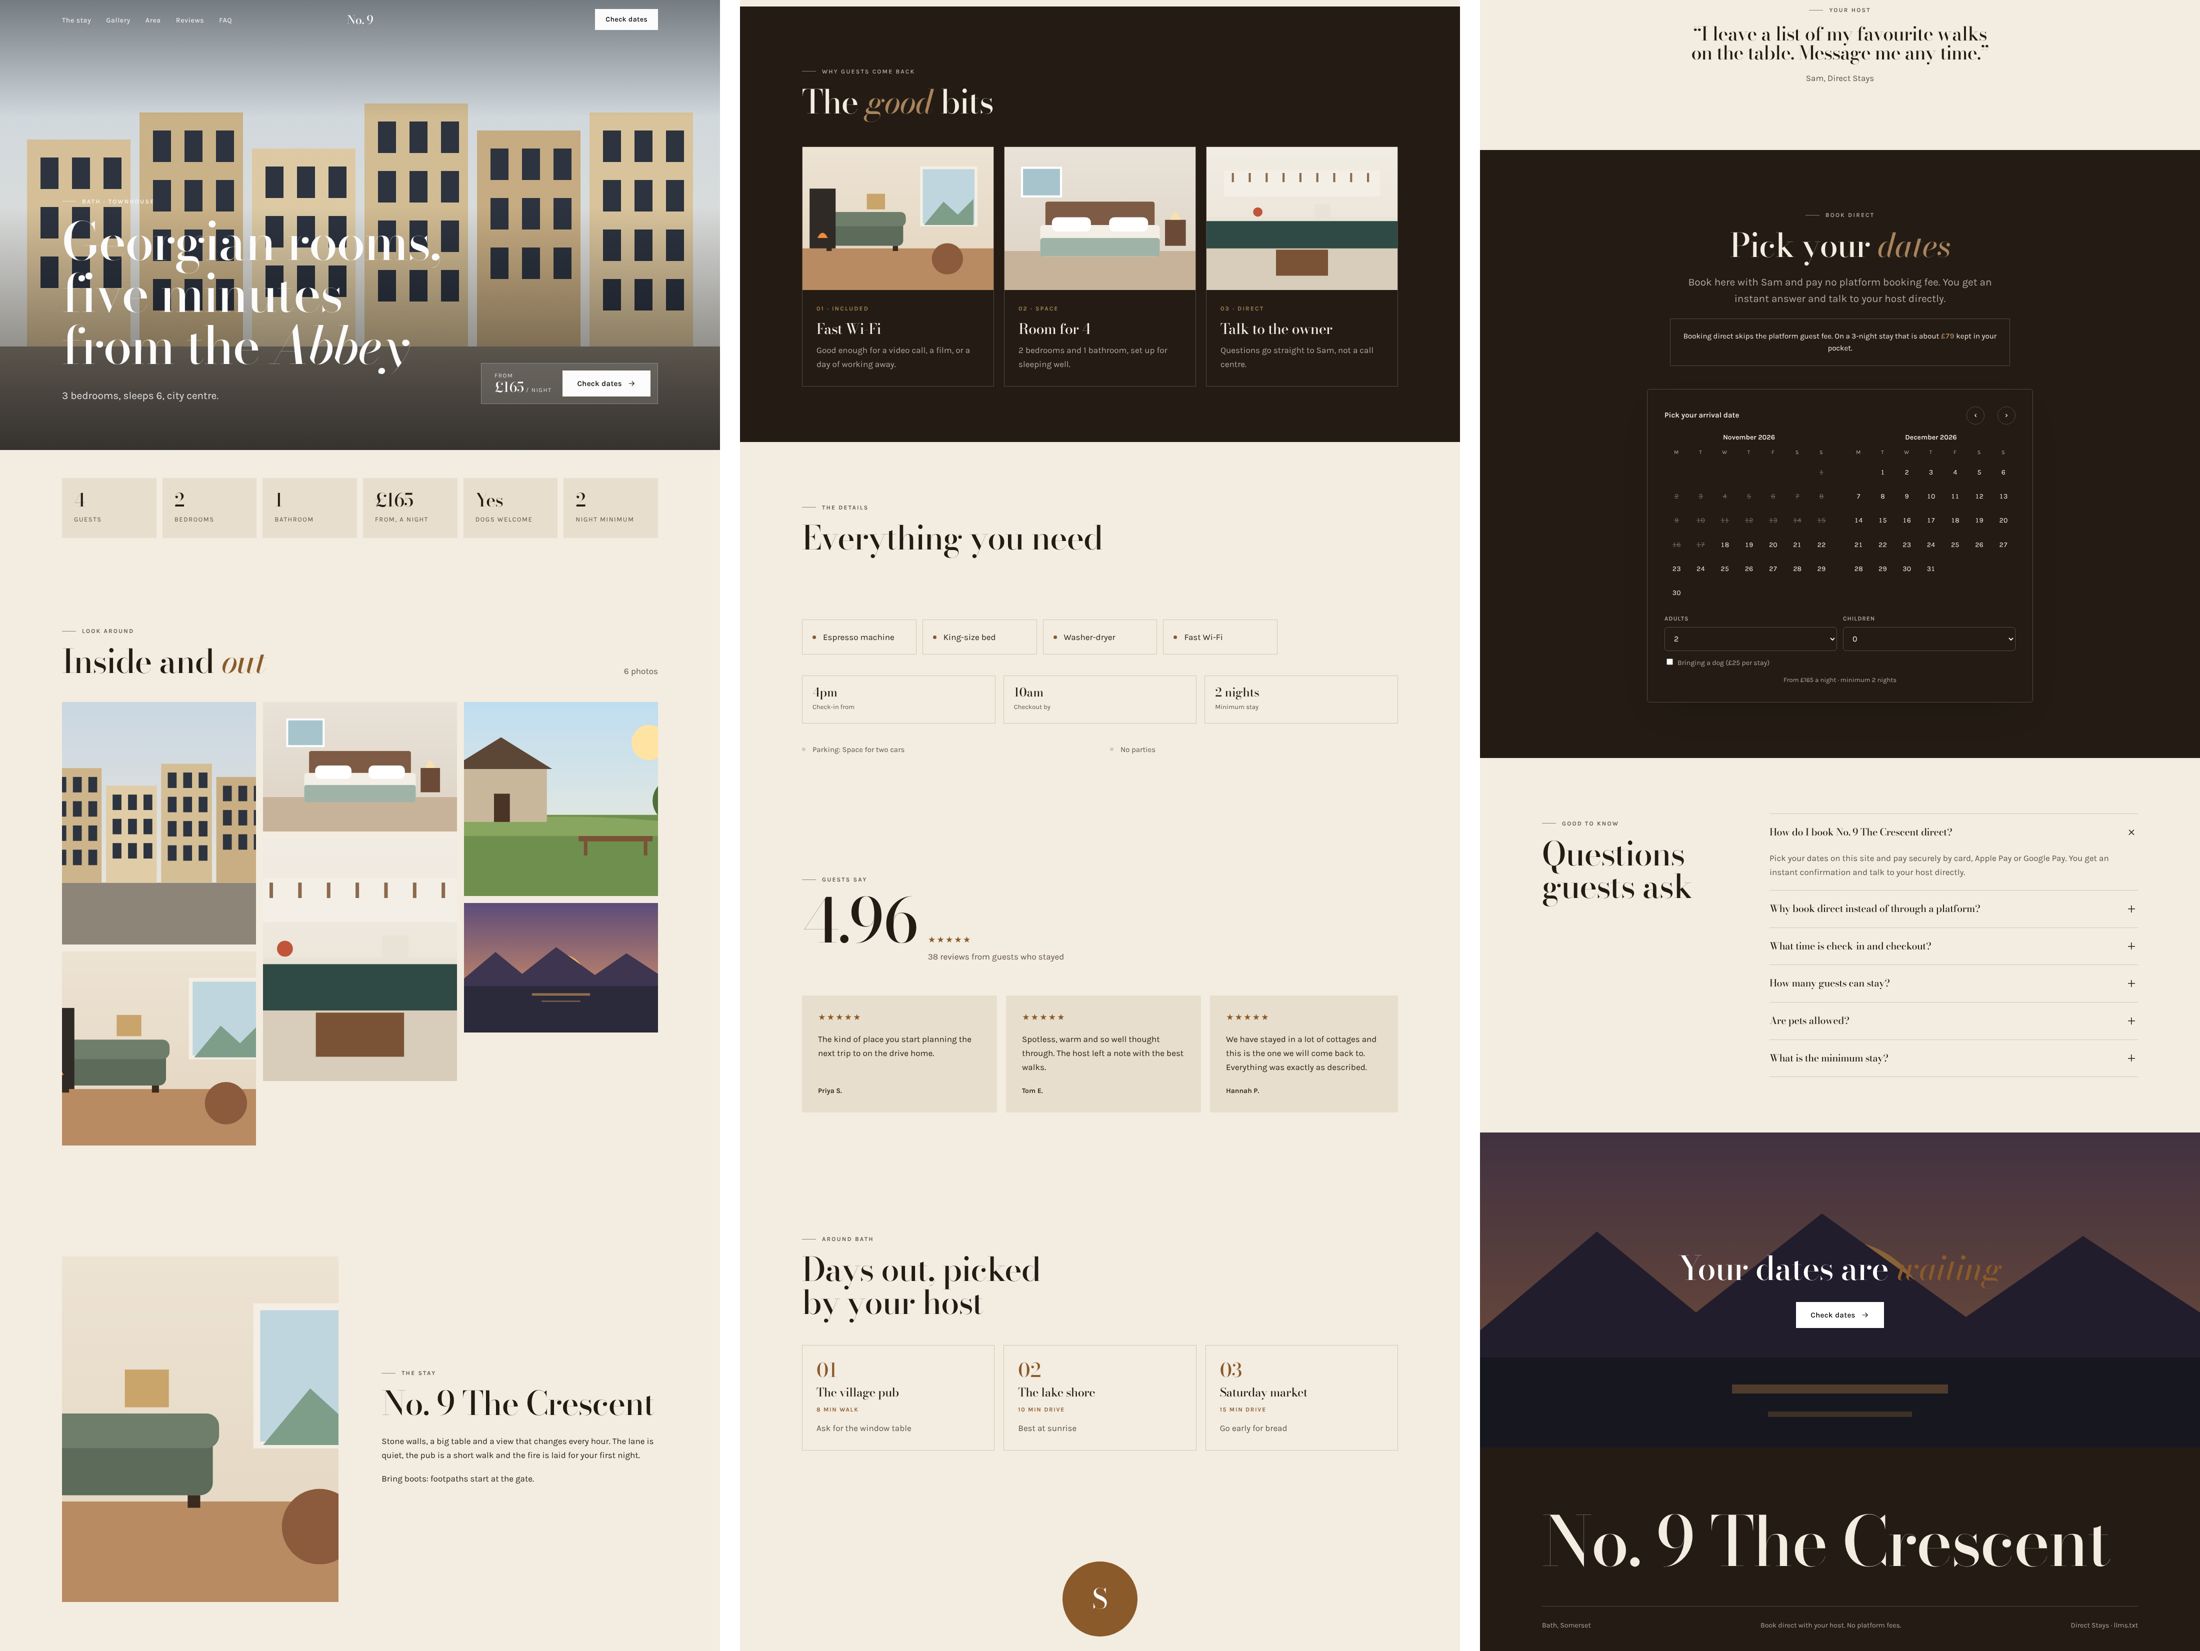 The stay
Gallery
Area
Reviews
FAQ
No. 9
Check dates
BATH · TOWNHOUSE
Georgian rooms,
five minutes
from the Abbey
3 bedrooms, sleeps 6, city centre.
FROM
£165 / NIGHT
Check dates →
4
GUESTS
2
BEDROOMS
1
BATHROOM
£165
FROM, A NIGHT
Yes
DOGS WELCOME
2
NIGHT MINIMUM
LOOK AROUND
Inside and out
6 photos
THE STAY
No. 9 The Crescent
Stone walls, a big table and a view that changes every hour. The lane is
quiet, the pub is a short walk and the fire is laid for your first night.
Bring boots: footpaths start at the gate.
WHY GUESTS COME BACK
The good bits
01 · INCLUDED
Fast Wi-Fi
Good enough for a video call, a film, or a
day of working away.
02 · SPACE
Room for 4
2 bedrooms and 1 bathroom, set up for
sleeping well.
03 · DIRECT
Talk to the owner
Questions go straight to Sam, not a call
centre.
THE DETAILS
Everything you need
Espresso machine
King-size bed
Washer-dryer
Fast Wi-Fi
4pm
Check-in from
10am
Checkout by
2 nights
Minimum stay
Parking: Space for two cars
No parties
GUESTS SAY
4.96
★★★★★
38 reviews from guests who stayed
★★★★★
The kind of place you start planning the
next trip to on the drive home.
Priya S.
★★★★★
Spotless, warm and so well thought
through. The host left a note with the best
walks.
Tom E.
★★★★★
We have stayed in a lot of cottages and
this is the one we will come back to.
Everything was exactly as described.
Hannah P.
AROUND BATH
Days out, picked
by your host
01
The village pub
8 MIN WALK
Ask for the window table
02
The lake shore
10 MIN DRIVE
Best at sunrise
03
Saturday market
15 MIN DRIVE
Go early for bread
S
YOUR HOST
“I leave a list of my favourite walks
on the table. Message me any time.”
Sam, Direct Stays
BOOK DIRECT
Pick your dates
Book here with Sam and pay no platform booking fee. You get an
instant answer and talk to your host directly.
Booking direct skips the platform guest fee. On a 3-night stay that is about £79 kept in your
pocket.
Pick your arrival date
‹ ›
November 2026
M T W T F S S
1
2 3 4 5 6 7 8
9 10 11 12 13 14 15
16 17 18 19 20 21 22
23 24 25 26 27 28 29
30
December 2026
M T W T F S S
1 2 3 4 5 6
7 8 9 10 11 12 13
14 15 16 17 18 19 20
21 22 23 24 25 26 27
28 29 30 31
ADULTS
2
CHILDREN
0
Bringing a dog (£25 per stay)
From £165 a night · minimum 2 nights
GOOD TO KNOW
Questions
guests ask
How do I book No. 9 The Crescent direct?
Pick your dates on this site and pay securely by card, Apple Pay or Google Pay. You get an
instant confirmation and talk to your host directly.
Why book direct instead of through a platform?
What time is check-in and checkout?
How many guests can stay?
Are pets allowed?
What is the minimum stay?
Your dates are waiting
Check dates →
No. 9 The Crescent
Bath, Somerset
Book direct with your host. No platform fees.
Direct Stays · llms.txt